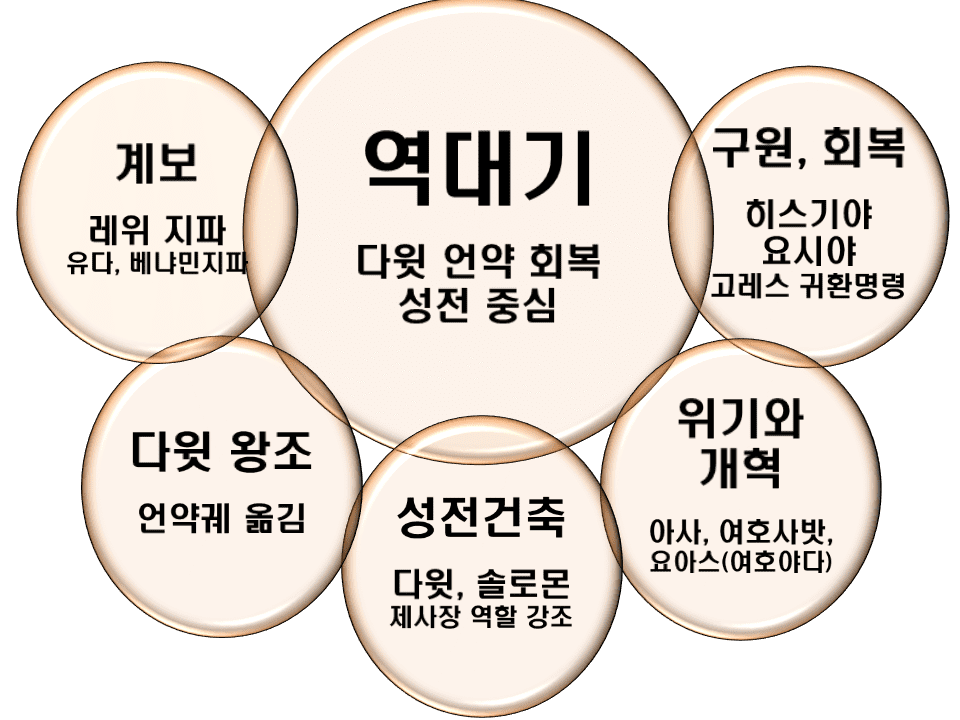 역대기
다윗 언약 회복
성전 중심
계보
레위 지파
유다, 베냐민지파
다윗 왕조
언약궤 옮김
성전건축
다윗, 솔로몬
제사장 역할 강조
위기와
개혁
아사, 여호사밧,
요아스(여호야다)
구원, 회복
히스기야
요시야
고레스 귀환명령